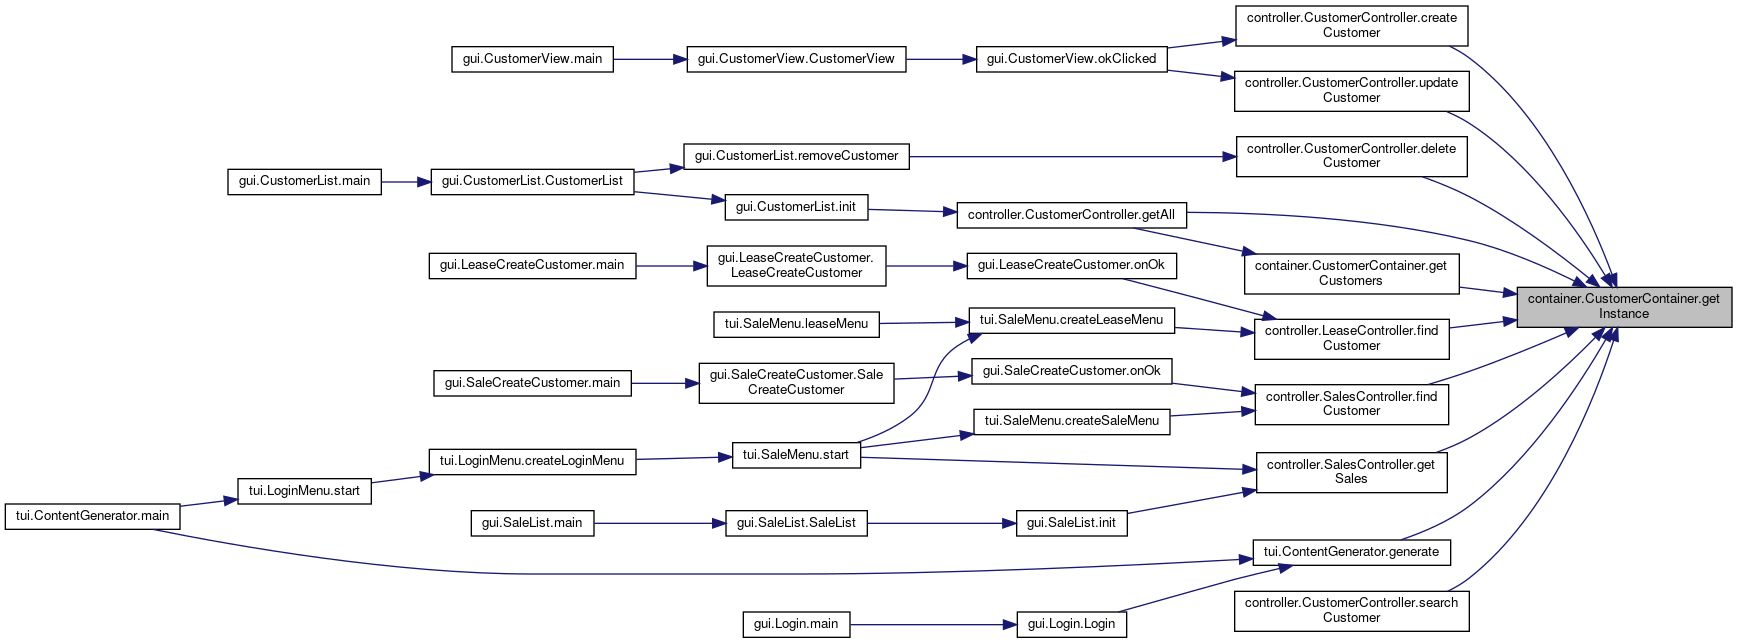 controller.CustomerController.create
Customer
gui.CustomerView.main
gui.CustomerView.CustomerView
gui.CustomerView.okClicked
controller.CustomerController.update
Customer
controller.CustomerController.delete
Customer
gui.CustomerList.removeCustomer
gui.CustomerList.main
gui.CustomerList.CustomerList
gui.CustomerList.init
controller.CustomerController.getAll
gui.LeaseCreateCustomer.main
gui.LeaseCreateCustomer.
LeaseCreateCustomer
gui.LeaseCreateCustomer.onOk
container.CustomerContainer.get
Customers
container.CustomerContainer.get
Instance
tui.SaleMenu.leaseMenu
tui.SaleMenu.createLeaseMenu
controller.LeaseController.find
Customer
gui.SaleCreateCustomer.main
gui.SaleCreateCustomer.Sale
CreateCustomer
gui.SaleCreateCustomer.onOk
controller.SalesController.find
Customer
tui.SaleMenu.createSaleMenu
tui.LoginMenu.createLoginMenu
tui.SaleMenu.start
controller.SalesController.get
Sales
tui.LoginMenu.start
tui.ContentGenerator.main
gui.SaleList.main
gui.SaleList.SaleList
gui.SaleList.init
tui.ContentGenerator.generate
controller.CustomerController.search
Customer
gui.Login.main
gui.Login.Login